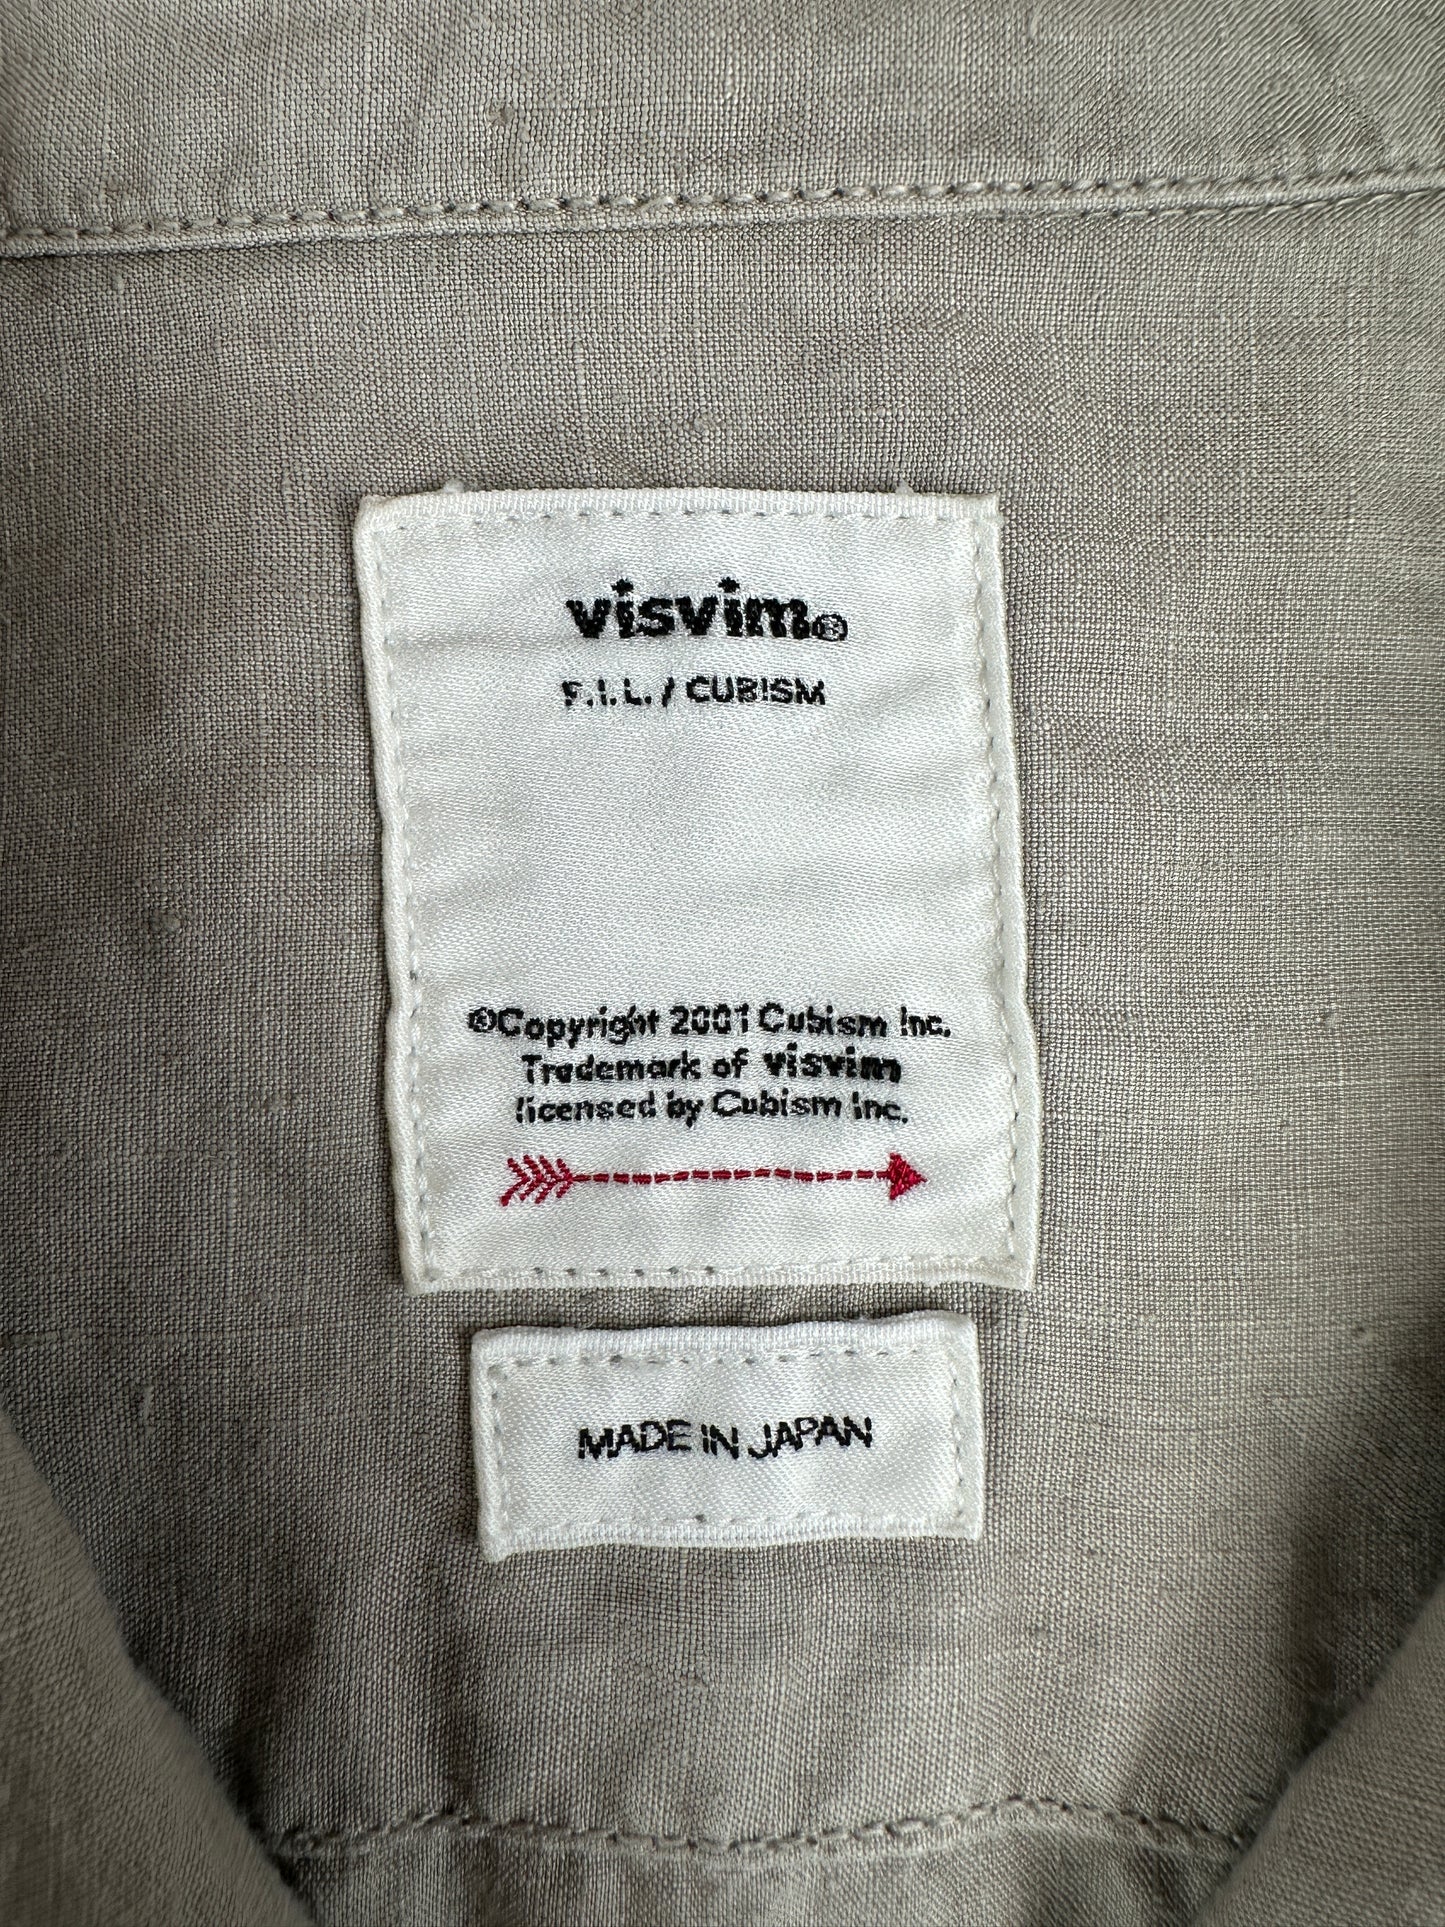 visvim®
F.I.L. / CUBISM
©Copyright 2001 Cubism Inc.
Trademark of visvim
licensed by Cubism Inc.
MADE IN JAPAN